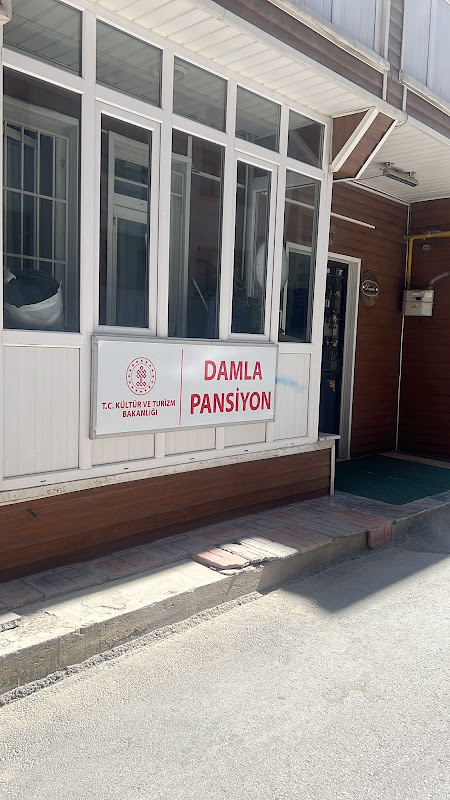 T.C. KÜLTÜR VE TURİZM
BAKANLIĞI
DAMLA
PANSİYON